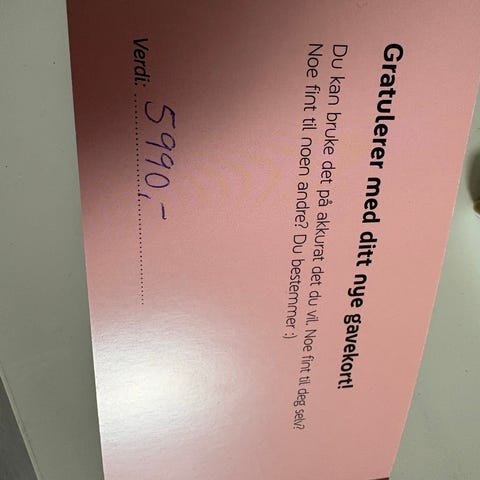 Gratulerer med ditt nye gavekort!
Du kan bruke det på akkurat det du vil. Noe fint til deg selv?
Noe fint til noen andre? Du bestemmer :)
Verdi: 5990,-